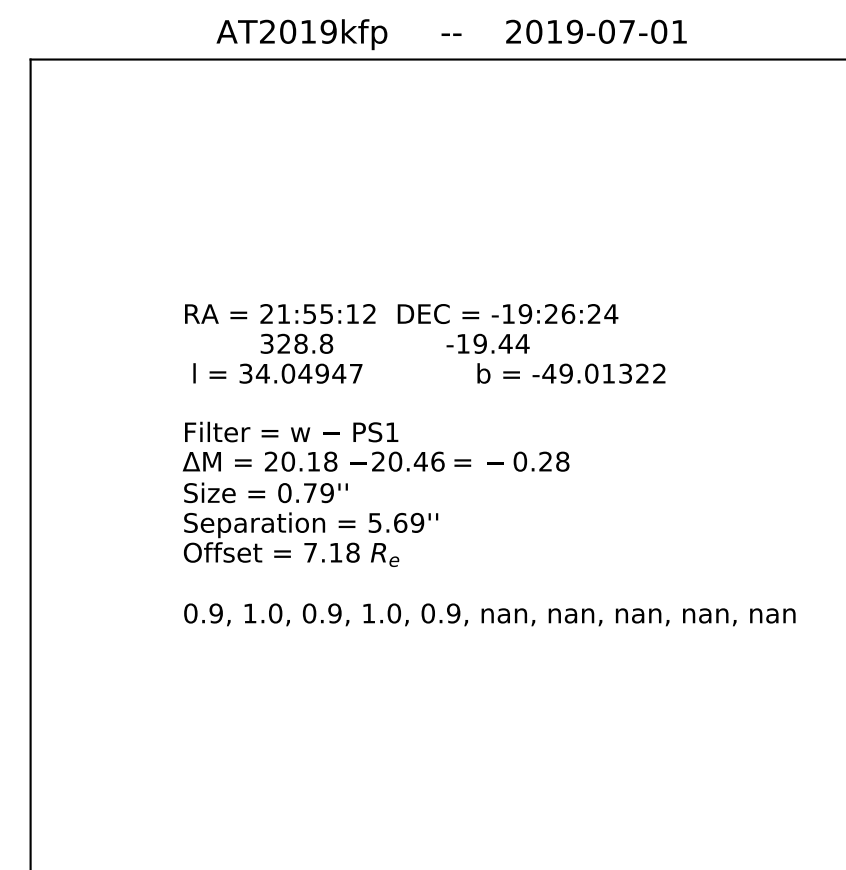 AT2019kfp -- 2019-07-01
RA = 21:55:12 DEC = -19:26:24
328.8 -19.44
l = 34.04947 b = -49.01322
Filter = w − PS1
ΔM = 20.18 −20.46 = − 0.28
Size = 0.79''
Separation = 5.69''
Offset = 7.18 Rₑ
0.9, 1.0, 0.9, 1.0, 0.9, nan, nan, nan, nan, nan